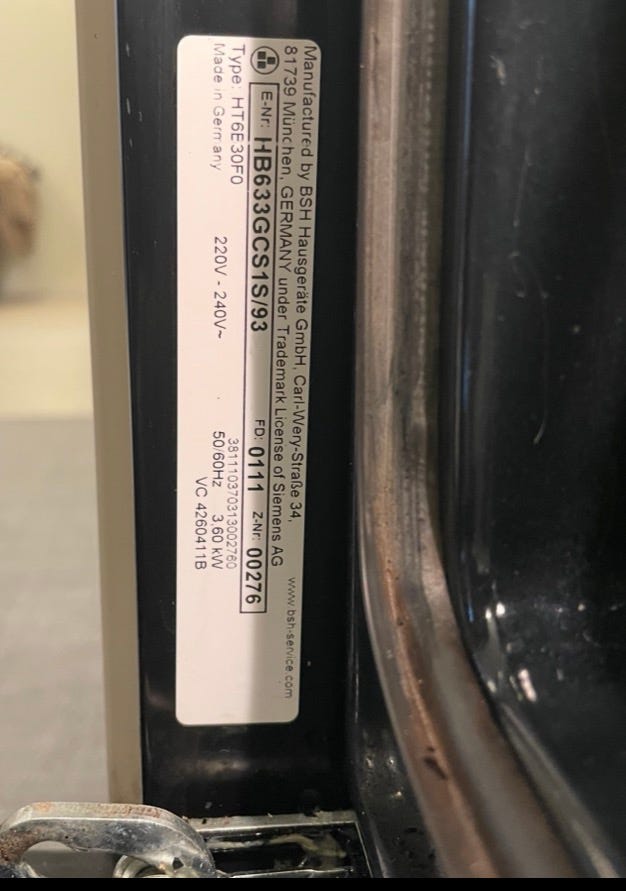 Manufactured by BSH Hausgeräte GmbH, Carl-Wery-Straße 34,
81739 München, GERMANY under Trademark License of Siemens AG
www.bsh-service.com
E-Nr: HB633GCS1S/93 FD: 0111 Z-Nr: 00276
381110370313002760
Type: HT6E30F0
50/60Hz 3,60 kW
Made in Germany 220V - 240V~
VC 4260411B